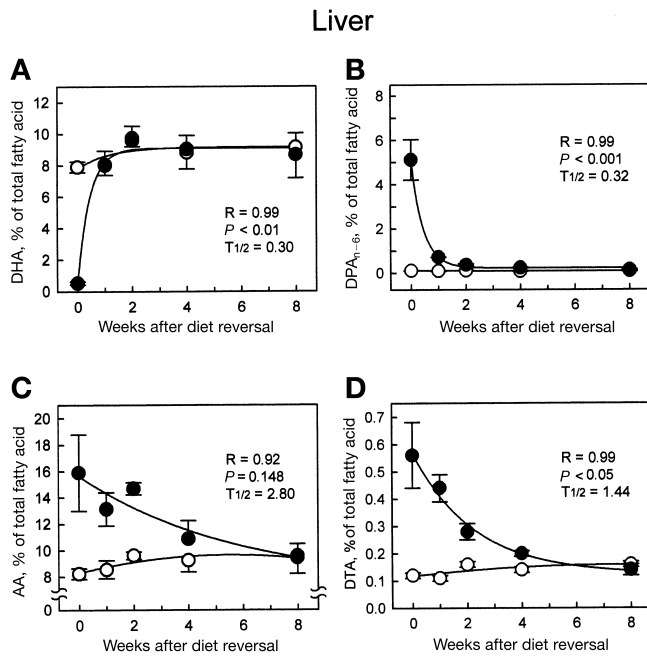 Liver
A
DHA, % of total fatty acid
12
10
8
6
4
2
0
R = 0.99
P < 0.01
T1/2 = 0.30
0 2 4 6 8
Weeks after diet reversal
B
DPAn−6, % of total fatty acid
8
6
4
2
0
R = 0.99
P < 0.001
T1/2 = 0.32
0 2 4 6 8
Weeks after diet reversal
C
AA, % of total fatty acid
20
18
16
14
12
10
8
0
R = 0.92
P = 0.148
T1/2 = 2.80
0 2 4 6 8
Weeks after diet reversal
D
DTA, % of total fatty acid
0.7
0.6
0.5
0.4
0.3
0.2
0.1
0.0
R = 0.99
P < 0.05
T1/2 = 1.44
0 2 4 6 8
Weeks after diet reversal